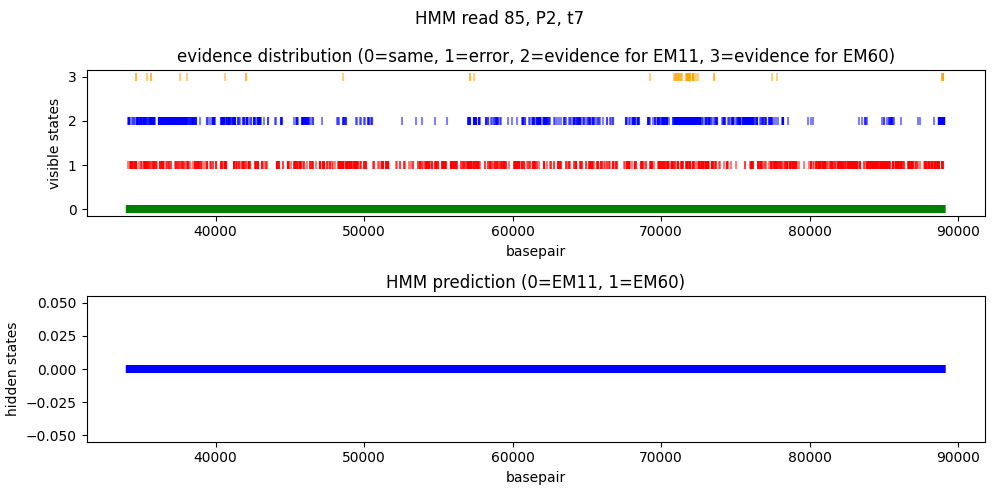 HMM read 85, P2, t7
evidence distribution (0=same, 1=error, 2=evidence for EM11, 3=evidence for EM60)
visible states
3
2
1
0
40000 50000 60000 70000 80000 90000
basepair
HMM prediction (0=EM11, 1=EM60)
hidden states
0.050
0.025
0.000
−0.025
−0.050
40000 50000 60000 70000 80000 90000
basepair